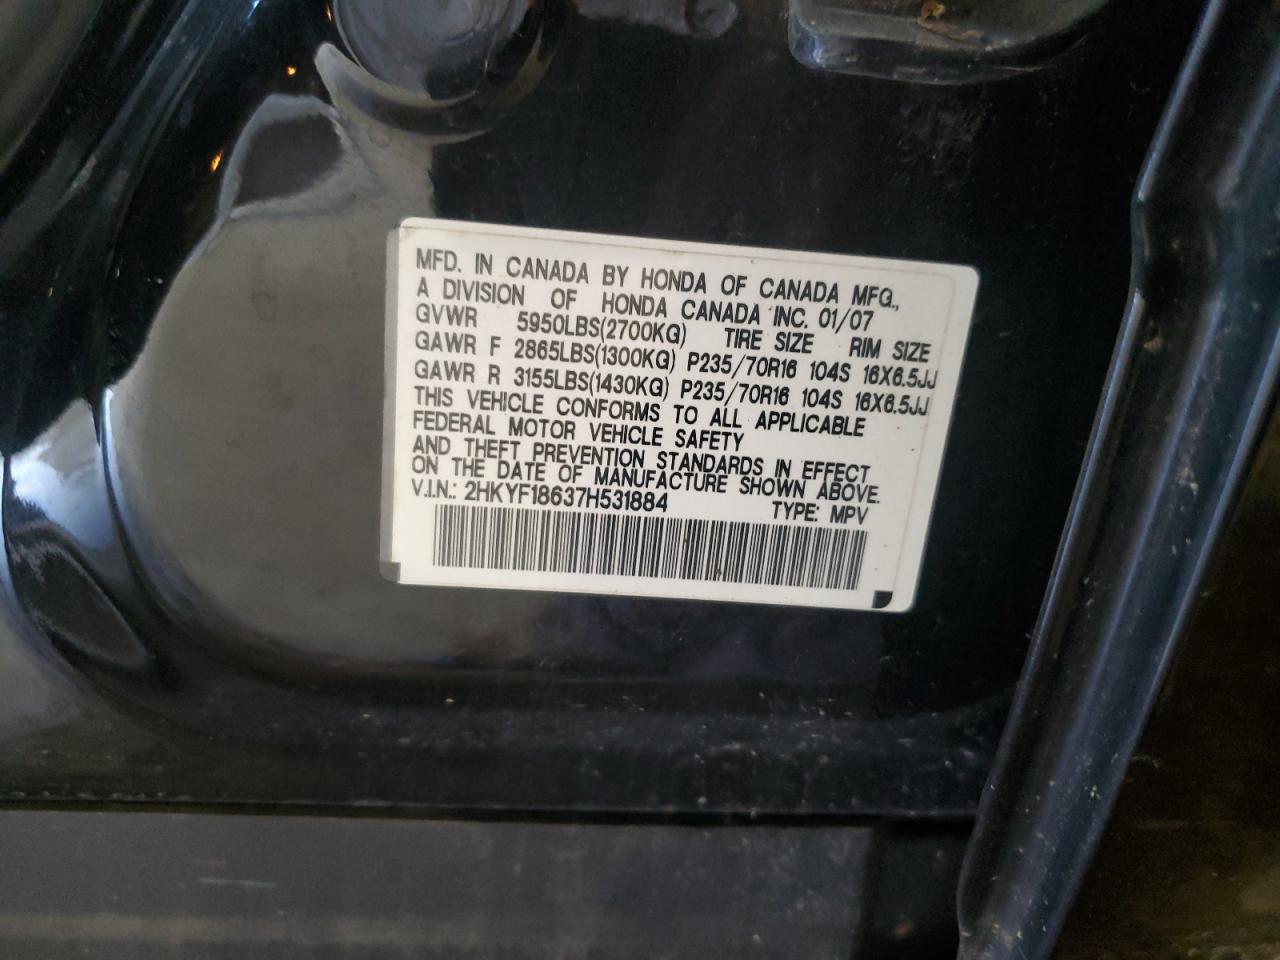 MFD. IN CANADA BY HONDA OF CANADA MFG.,
A DIVISION OF HONDA CANADA INC. 01/07
GVWR 5950LBS(2700KG) TIRE SIZE RIM SIZE
GAWR F 2865LBS(1300KG) P235/70R16 104S 16X6.5JJ
GAWR R 3155LBS(1430KG) P235/70R16 104S 16X6.5JJ
THIS VEHICLE CONFORMS TO ALL APPLICABLE
FEDERAL MOTOR VEHICLE SAFETY
AND THEFT PREVENTION STANDARDS IN EFFECT
ON THE DATE OF MANUFACTURE SHOWN ABOVE.
V.I.N.: 2HKYF18637H531884 TYPE: MPV